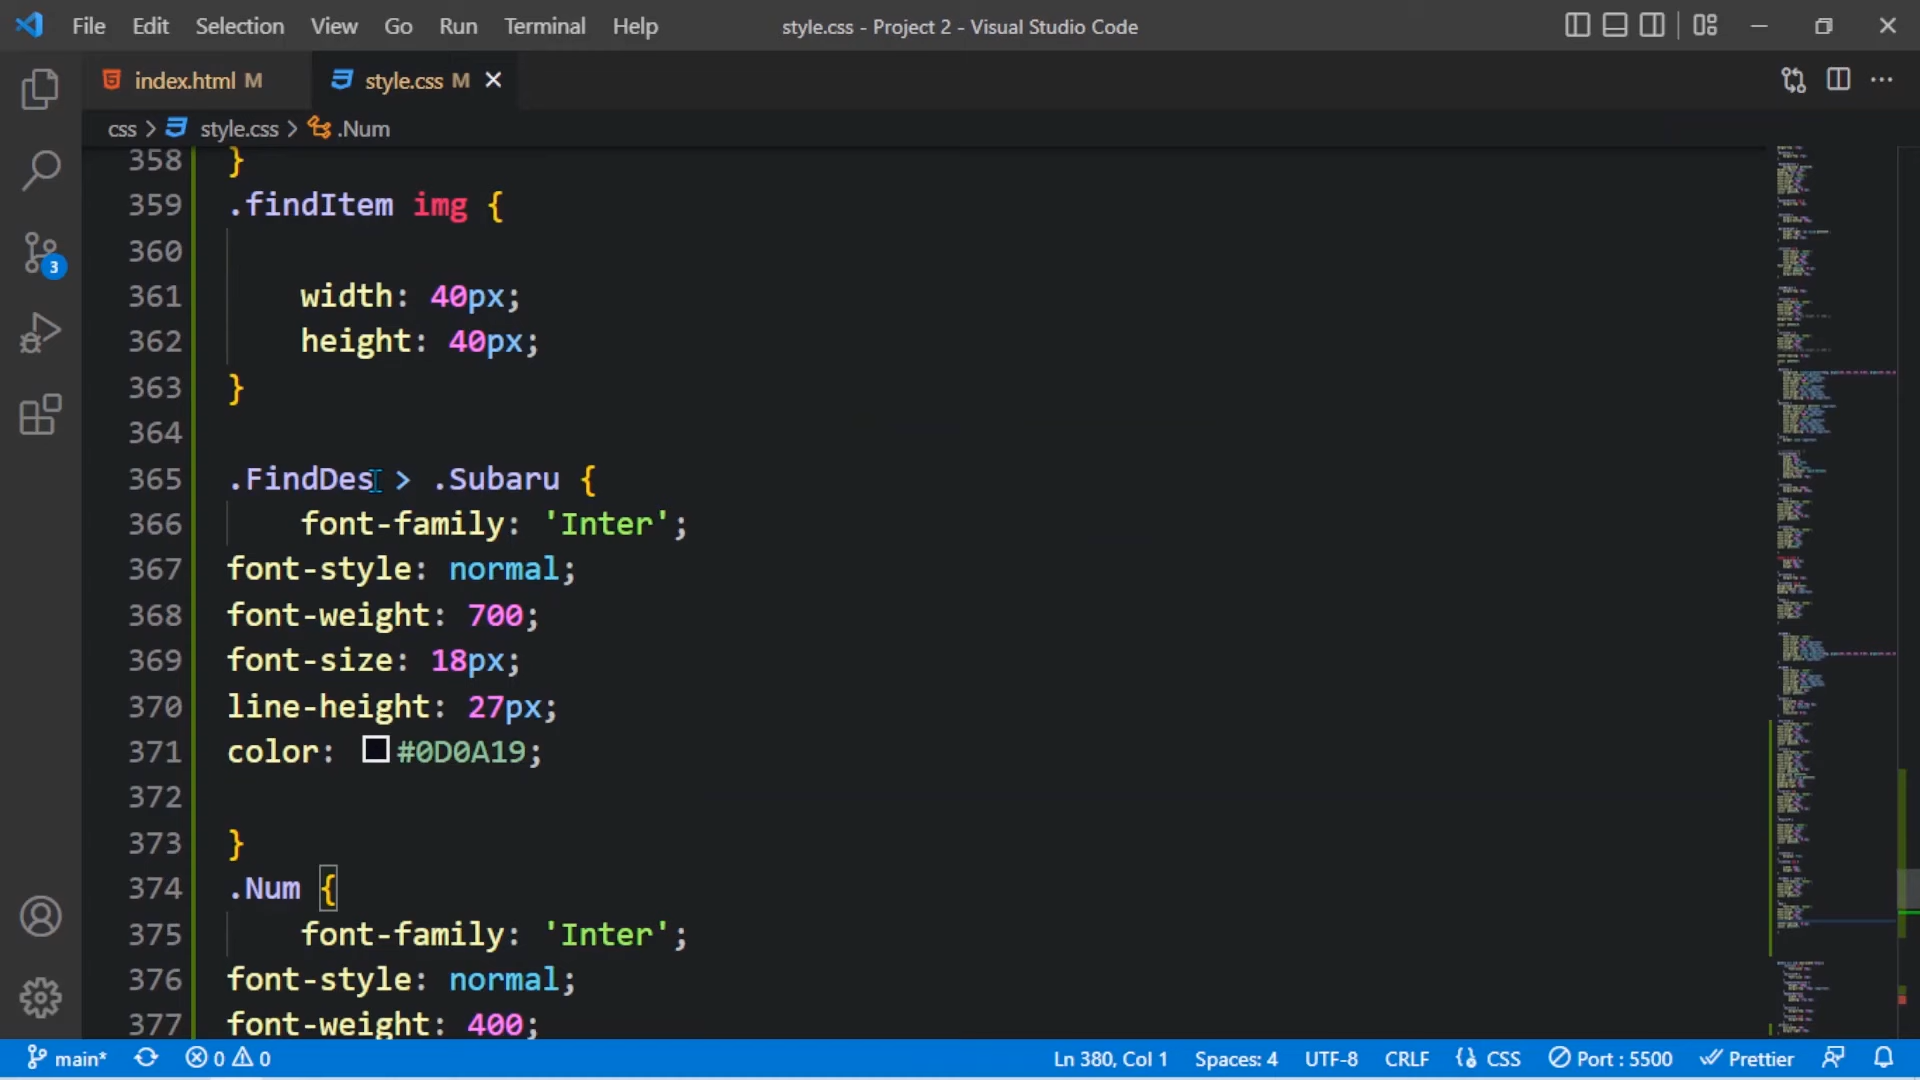 File Edit Selection View Go Run Terminal Help style.css - Project 2 - Visual Studio Code
index.html M style.css M
css > style.css > .Num
358 }
359 .findItem img {
360
361 width: 40px;
362 height: 40px;
363 }
364
365 .FindDes > .Subaru {
366 font-family: 'Inter';
367 font-style: normal;
368 font-weight: 700;
369 font-size: 18px;
370 line-height: 27px;
371 color: #0D0A19;
372
373 }
374 .Num {
375 font-family: 'Inter';
376 font-style: normal;
377 font-weight: 400;
3
main* 0 0 Ln 380, Col 1 Spaces: 4 UTF-8 CRLF CSS Port : 5500 Prettier